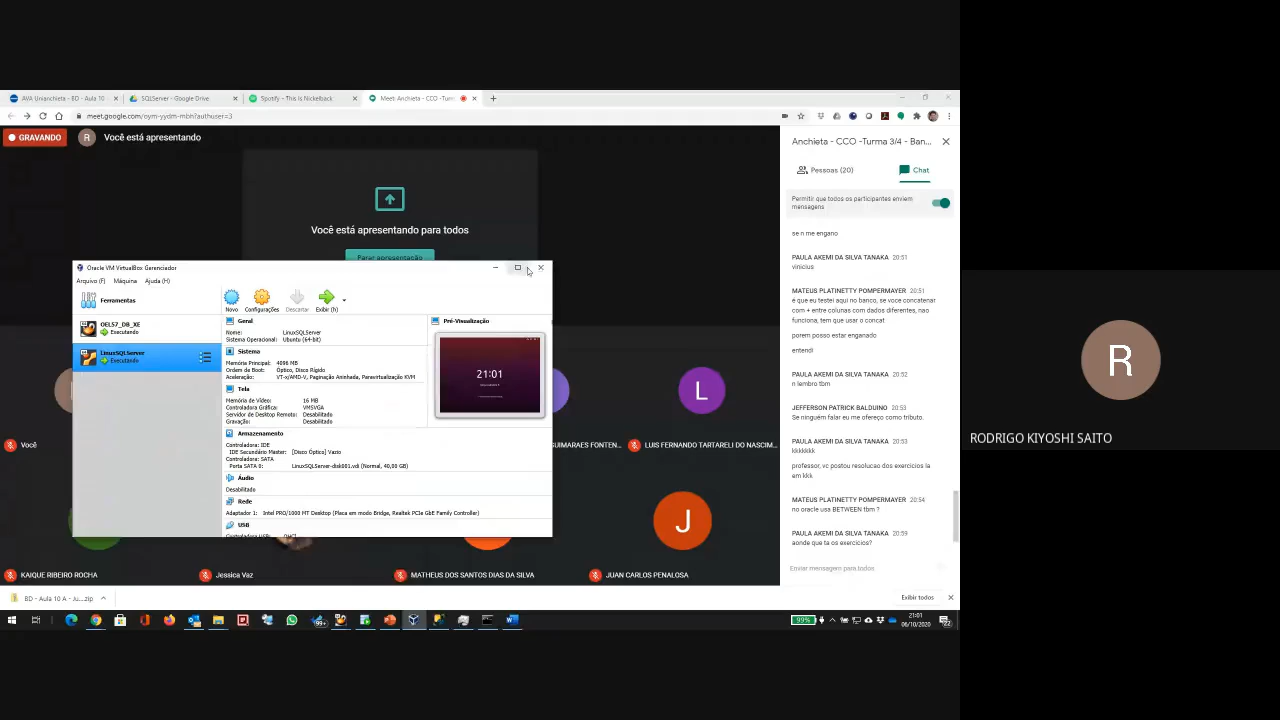 AVA Unianchieta - BD - Aula 10
SQLServer - Google Drive
Spotify – This Is Nickelback
Meet: Anchieta - CCO -Turm
meet.google.com/oym-yydm-mbh?authuser=3
GRAVANDO
R
Você está apresentando
Você está apresentando para todos
Parar apresentação
Oracle VM VirtualBox Gerenciador
Arquivo (F) Máquina Ajuda (H)
Ferramentas
Novo Configurações Descartar Exibir (h)
OEL57_DB_XE
Executando
LinuxSQLServer
Executando
Geral
Nome: LinuxSQLServer
Sistema Operacional: Ubuntu (64-bit)
Sistema
Memória Principal: 4096 MB
Ordem de Boot: Óptico, Disco Rígido
Aceleração: VT-x/AMD-V, Paginação Aninhada, Paravirtualização KVM
Tela
Memória de Vídeo: 16 MB
Controladora Gráfica: VMSVGA
Servidor de Desktop Remoto: Desabilitado
Gravação: Desabilitado
Armazenamento
Controladora: IDE
IDE Secundário Master: [Disco Óptico] Vazio
Controladora: SATA
Porta SATA 0: LinuxSQLServer-disk001.vdi (Normal, 40,00 GB)
Áudio
Desabilitado
Rede
Adaptador 1: Intel PRO/1000 MT Desktop (Placa em modo Bridge, Realtek PCIe GbE Family Controller)
USB
Controladora USB: OHCI
Pré-Visualização
21:01
L
Você
GUIMARAES FONTEN...
LUIS FERNANDO TARTARELI DO NASCIM...
J
KAIQUE RIBEIRO ROCHA
Jessica Vaz
MATHEUS DOS SANTOS DIAS DA SILVA
JUAN CARLOS PENALOSA
Anchieta - CCO -Turma 3/4 - Ban...
Pessoas (20)
Chat
Permitir que todos os participantes enviem
mensagens
se n me engano
PAULA AKEMI DA SILVA TANAKA 20:51
vinicius
MATEUS PLATINETTY POMPERMAYER 20:51
é que eu testei aqui no banco, se voce concatenar
com + entre colunas com dados diferentes, nao
funciona, tem que usar o concat
porem posso estar enganado
entendi
PAULA AKEMI DA SILVA TANAKA 20:52
n lembro tbm
JEFFERSON PATRICK BALDUINO 20:53
Se ninguém falar eu me ofereço como tributo.
PAULA AKEMI DA SILVA TANAKA 20:53
kkkkkkk
professor, vc postou resolucao dos exercicios la
em kkk
MATEUS PLATINETTY POMPERMAYER 20:54
no oracle usa BETWEEN tbm ?
PAULA AKEMI DA SILVA TANAKA 20:59
aonde que ta os exercicios?
Enviar mensagem para todos
BD - Aula 10 A - Ju....zip
Exibir todos
99+
99%
21:01
06/10/2020
22
R
RODRIGO KIYOSHI SAITO